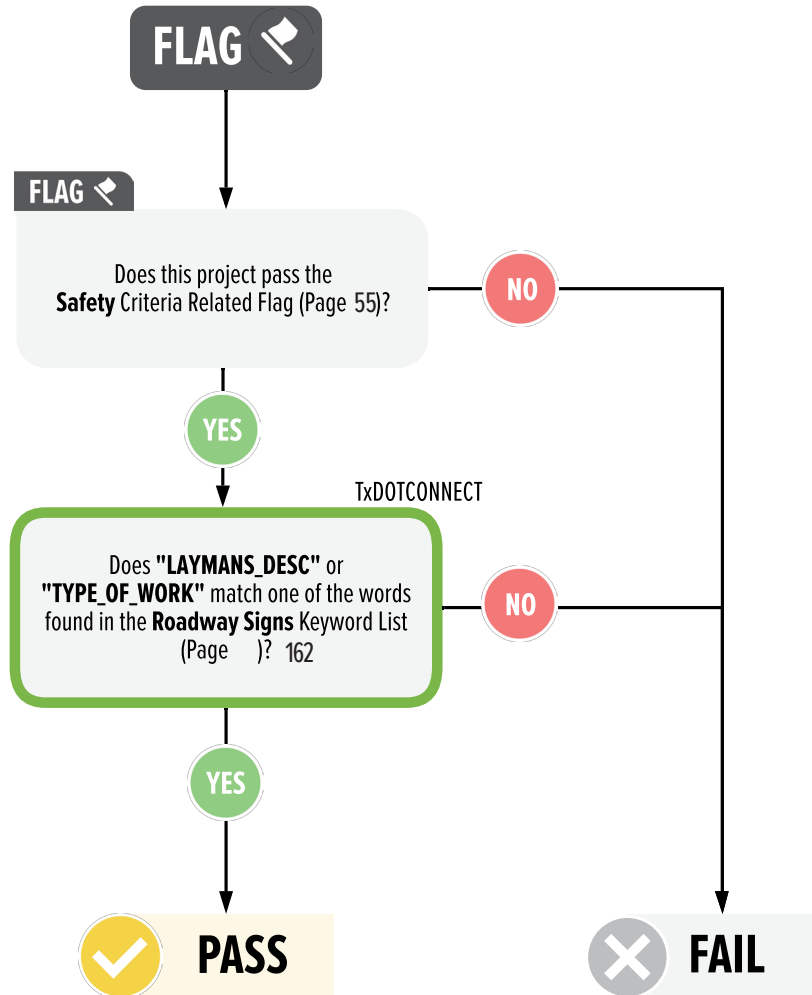 FLAG
FLAG
Does this project pass the
Safety Criteria Related Flag (Page 55)?
NO
YES
TxDOTCONNECT
Does "LAYMANS_DESC" or
"TYPE_OF_WORK" match one of the words
found in the Roadway Signs Keyword List
(Page )? 162
NO
YES
PASS
FAIL